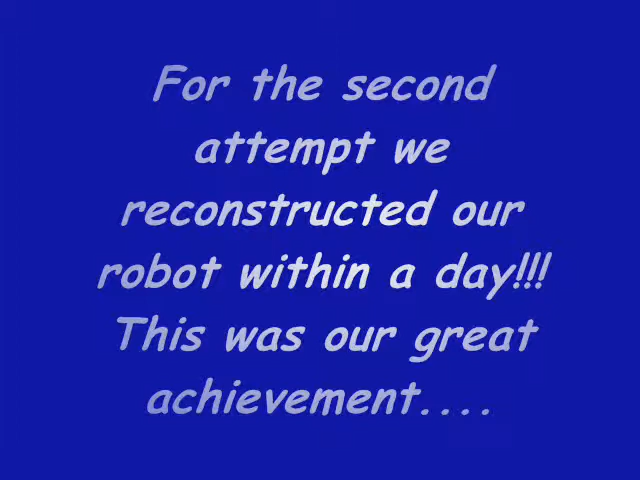 For the second
attempt we
reconstructed our
robot within a day!!!
This was our great
achievement....